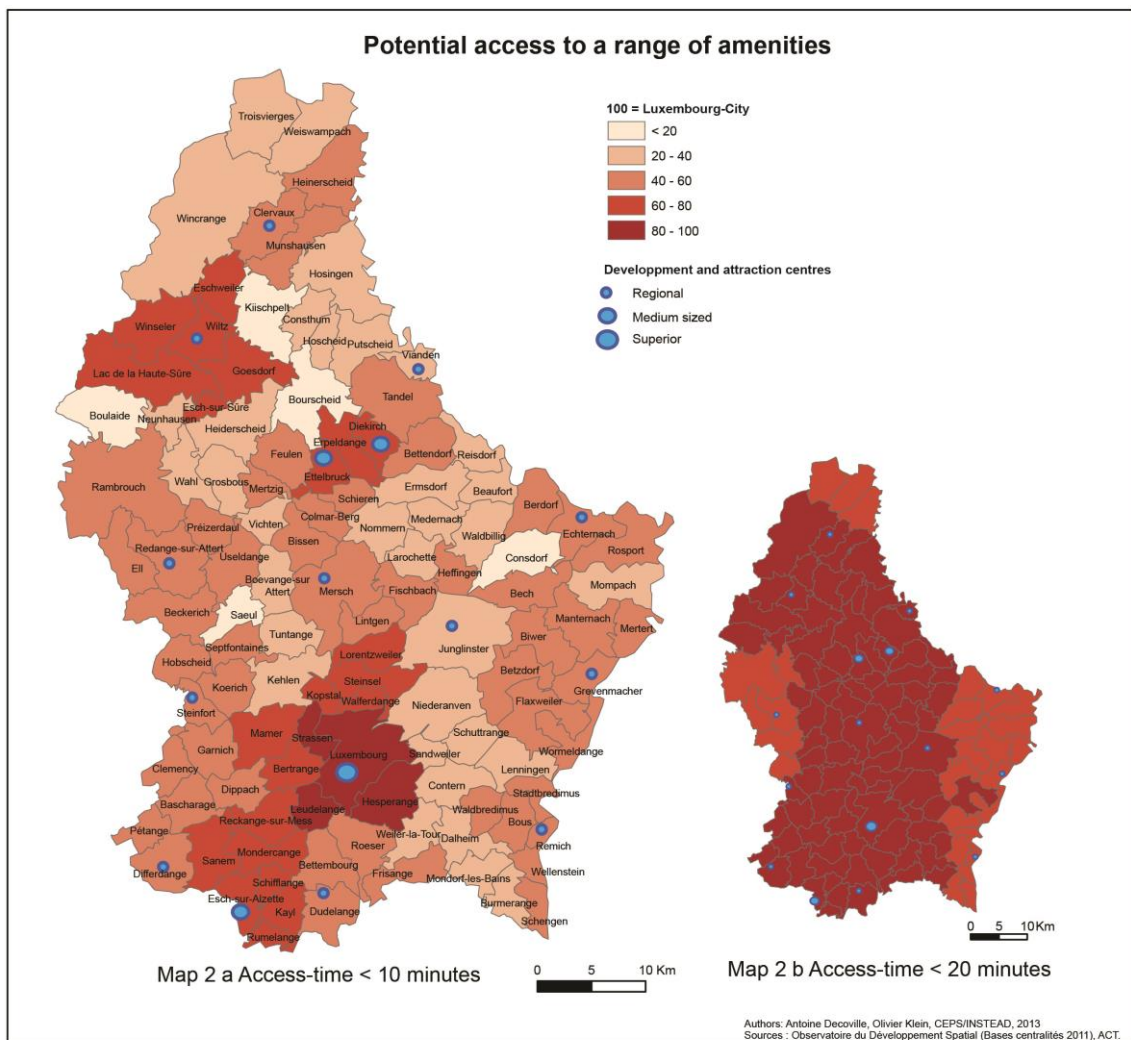 Potential access to a range of amenities
100 = Luxembourg-City
< 20
20 - 40
40 - 60
60 - 80
80 - 100
Developpment and attraction centres
Regional
Medium sized
Superior
Troisvierges
Weiswampach
Heinerscheid
Clervaux
Wincrange
Munshausen
Hosingen
Eschweiler
Kiischpelt
Consthum
Winseler
Wiltz
Hoscheid
Putscheid
Vianden
Lac de la Haute-Sûre
Goesdorf
Tandel
Bourscheid
Esch-sur-Sûre
Boulaide
Neunhausen
Heiderscheid
Diekirch
Erpeldange
Feulen
Bettendorf
Reisdorf
Ettelbruck
Rambrouch
Wahl
Grosbous
Mertzig
Ermsdorf
Beaufort
Schieren
Berdorf
Préizerdaul
Vichten
Colmar-Berg
Nommern
Medernach
Waldbillig
Echternach
Bissen
Redange-sur-Attert
Useldange
Larochette
Consdorf
Rosport
Ell
Boevange-sur
Attert
Mersch
Heffingen
Mompach
Fischbach
Bech
Beckerich
Saeul
Lintgen
Manternach
Mertert
Tuntange
Biwer
Septfontaines
Lorentzweiler
Junglinster
Hobscheid
Betzdorf
Kehlen
Steinsel
Koerich
Kopstal
Walferdange
Grevenmacher
Steinfort
Niederanven
Flaxweiler
Mamer
Strassen
Schuttrange
Garnich
Luxembourg
Sandweiler
Wormeldange
Clemency
Bertrange
Lenningen
Dippach
Contern
Stadtbredimus
Bascharage
Hesperange
Waldbredimus
Leudelange
Bous
Reckange-sur-Mess
Pétange
Weiler-la-Tour
Remich
Mondercange
Roeser
Dalheim
Sanem
Differdange
Bettembourg
Frisange
Mondorf-les-Bains
Wellenstein
Schifflange
Esch-sur-Alzette
Burmerange
Kayl
Dudelange
Schengen
Rumelange
0 5 10Km
Map 2 a Access-time < 10 minutes
0 5 10 Km
Map 2 b Access-time < 20 minutes
Authors: Antoine Decoville, Olivier Klein, CEPS/INSTEAD, 2013
Sources : Observatoire du Dévelopement Spatial (Bases centralités 2011), ACT.